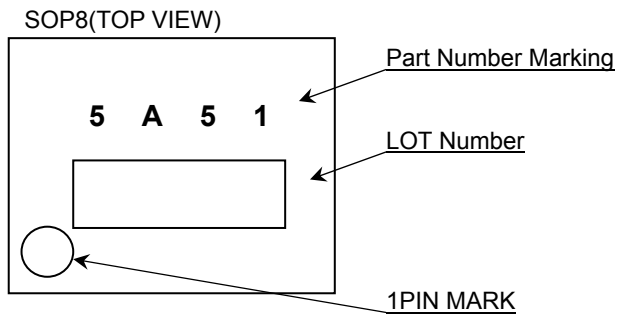 SOP8(TOP VIEW)
Part Number Marking
5 A 5 1
LOT Number
1PIN MARK